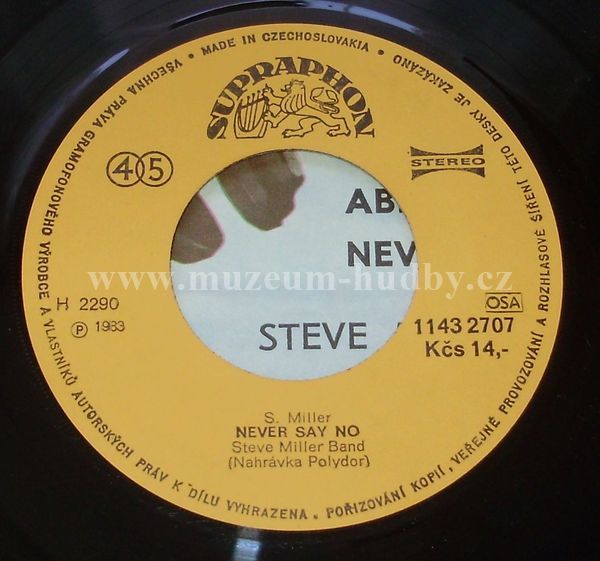 VŠECHNA PRÁVA GRAMOFONOVÉHO VÝROBCE A VLASTNÍKŮ AUTORSKÝCH PRÁV K DÍLU VYHRAZENA. POŘIZOVÁNÍ KOPIÍ, VEŘEJNÉ PROVOZOVÁNÍ A ROZHLASOVÉ ŠÍŘENÍ TÉTO DESKY JE ZAKÁZÁNO • MADE IN CZECHOSLOVAKIA •
SUPRAPHON
45
STEREO
AB
NEV
www.muzeum-hudby.cz
H 2290
OSA
℗ 1983
STEVE
1143 2707
Kčs 14,-
S. Miller
NEVER SAY NO
Steve Miller Band
(Nahrávka Polydor)